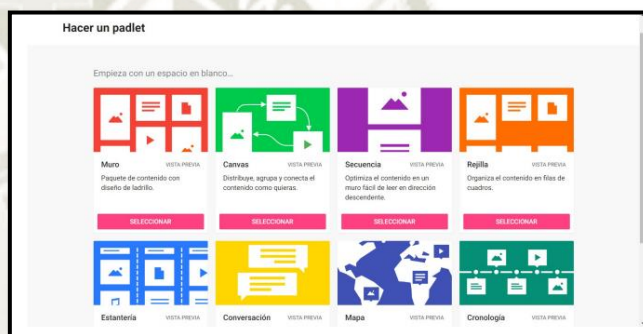 Hacer un padlet
Empieza con un espacio en blanco...
Muro VISTA PREVIA
Paquete de contenido con
diseño de ladrillo.
SELECCIONAR
Canvas VISTA PREVIA
Distribuye, agrupa y conecta el
contenido como quieras.
SELECCIONAR
Secuencia VISTA PREVIA
Optimiza el contenido en un
muro fácil de leer en dirección
descendente.
SELECCIONAR
Rejilla VISTA PREVIA
Organiza el contenido en filas de
cuadros.
SELECCIONAR
Estantería VISTA PREVIA
Conversación VISTA PREVIA
Mapa VISTA PREVIA
Cronología VISTA PREVIA